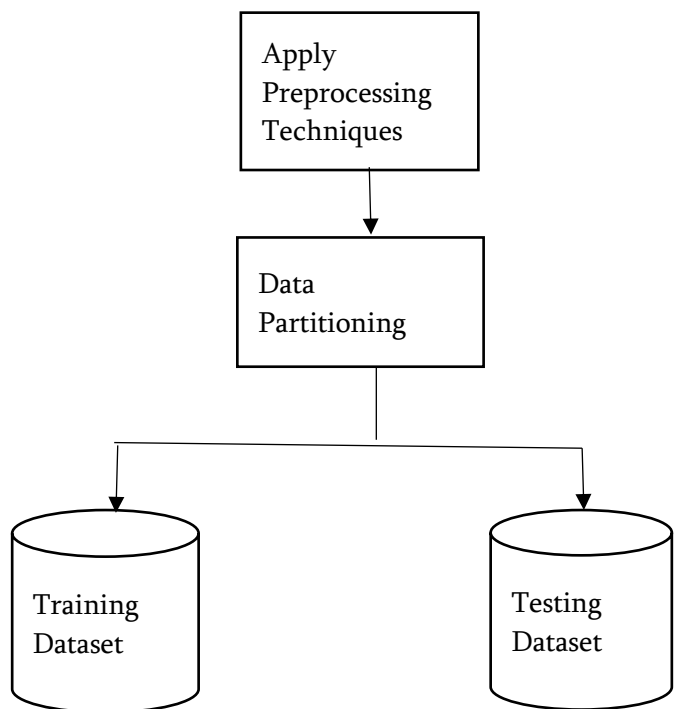 Apply
Preprocessing
Techniques
Data
Partitioning
Training
Dataset
Testing
Dataset